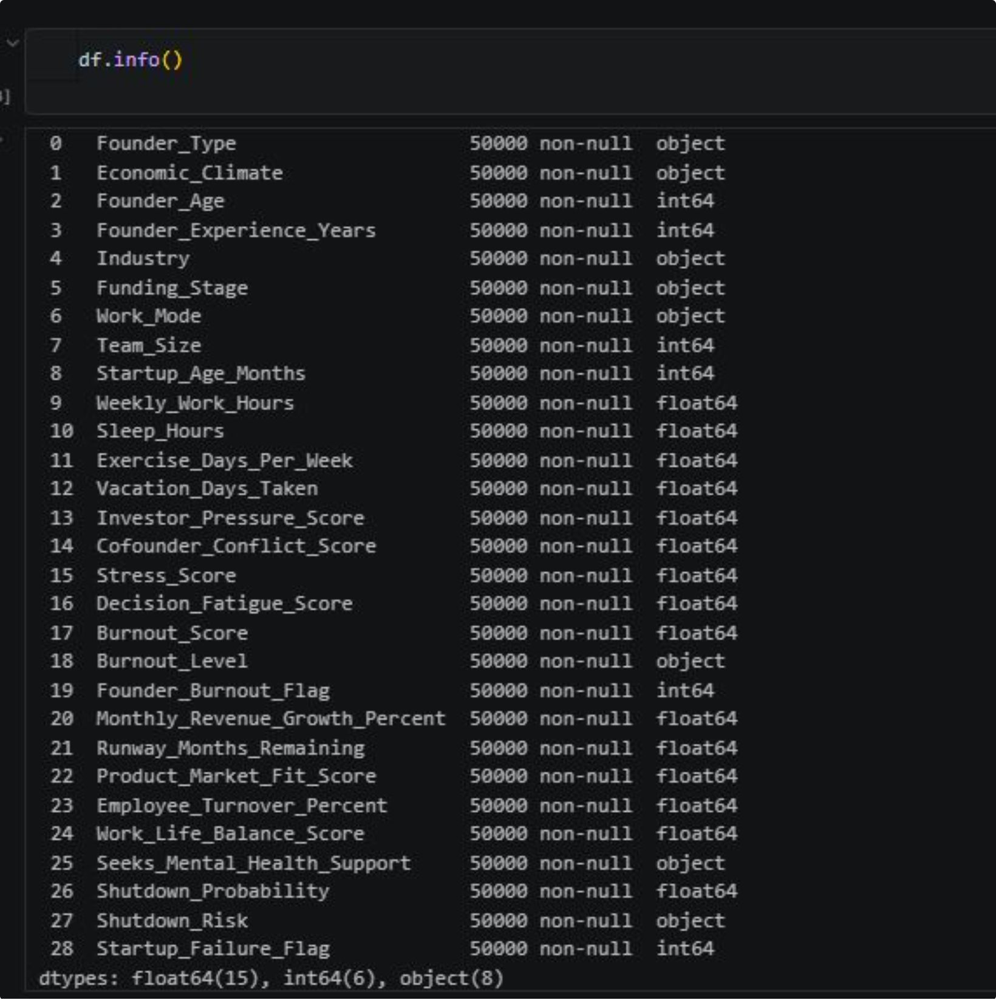 df.info()
]
0 Founder_Type 50000 non-null object
1 Economic_Climate 50000 non-null object
2 Founder_Age 50000 non-null int64
3 Founder_Experience_Years 50000 non-null int64
4 Industry 50000 non-null object
5 Funding_Stage 50000 non-null object
6 Work_Mode 50000 non-null object
7 Team_Size 50000 non-null int64
8 Startup_Age_Months 50000 non-null int64
9 Weekly_Work_Hours 50000 non-null float64
10 Sleep_Hours 50000 non-null float64
11 Exercise_Days_Per_Week 50000 non-null float64
12 Vacation_Days_Taken 50000 non-null float64
13 Investor_Pressure_Score 50000 non-null float64
14 Cofounder_Conflict_Score 50000 non-null float64
15 Stress_Score 50000 non-null float64
16 Decision_Fatigue_Score 50000 non-null float64
17 Burnout_Score 50000 non-null float64
18 Burnout_Level 50000 non-null object
19 Founder_Burnout_Flag 50000 non-null int64
20 Monthly_Revenue_Growth_Percent 50000 non-null float64
21 Runway_Months_Remaining 50000 non-null float64
22 Product_Market_Fit_Score 50000 non-null float64
23 Employee_Turnover_Percent 50000 non-null float64
24 Work_Life_Balance_Score 50000 non-null float64
25 Seeks_Mental_Health_Support 50000 non-null object
26 Shutdown_Probability 50000 non-null float64
27 Shutdown_Risk 50000 non-null object
28 Startup_Failure_Flag 50000 non-null int64
dtypes: float64(15), int64(6), object(8)